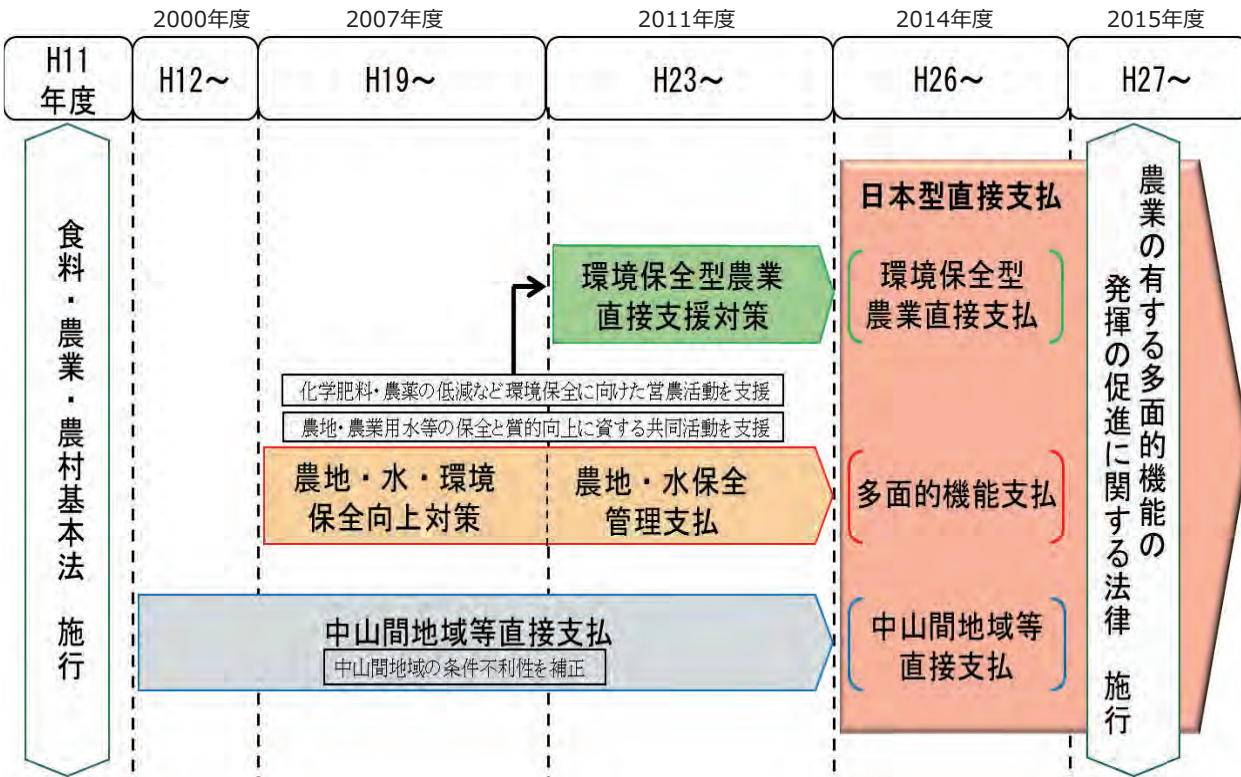 2000年度
2007年度
2011年度
2014年度
2015年度
H11
年度
H12～
H19～
H23～
H26～
H27～
食料・農業・農村基本法　施行
環境保全型農業
直接支援対策
化学肥料・農薬の低減など環境保全に向けた営農活動を支援
農地・農業用水等の保全と質的向上に資する共同活動を支援
農地・水・環境
保全向上対策
農地・水保全
管理支払
中山間地域等直接支払
中山間地域の条件不利性を補正
日本型直接支払
環境保全型
農業直接支払
多面的機能支払
中山間地域等
直接支払
農業の有する多面的機能の
発揮の促進に関する法律　施行